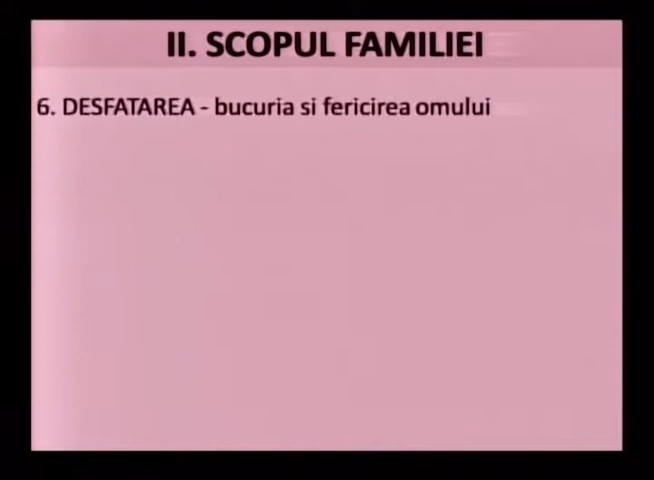 II. SCOPUL FAMILIEI
6. DESFATAREA - bucuria si fericirea omului